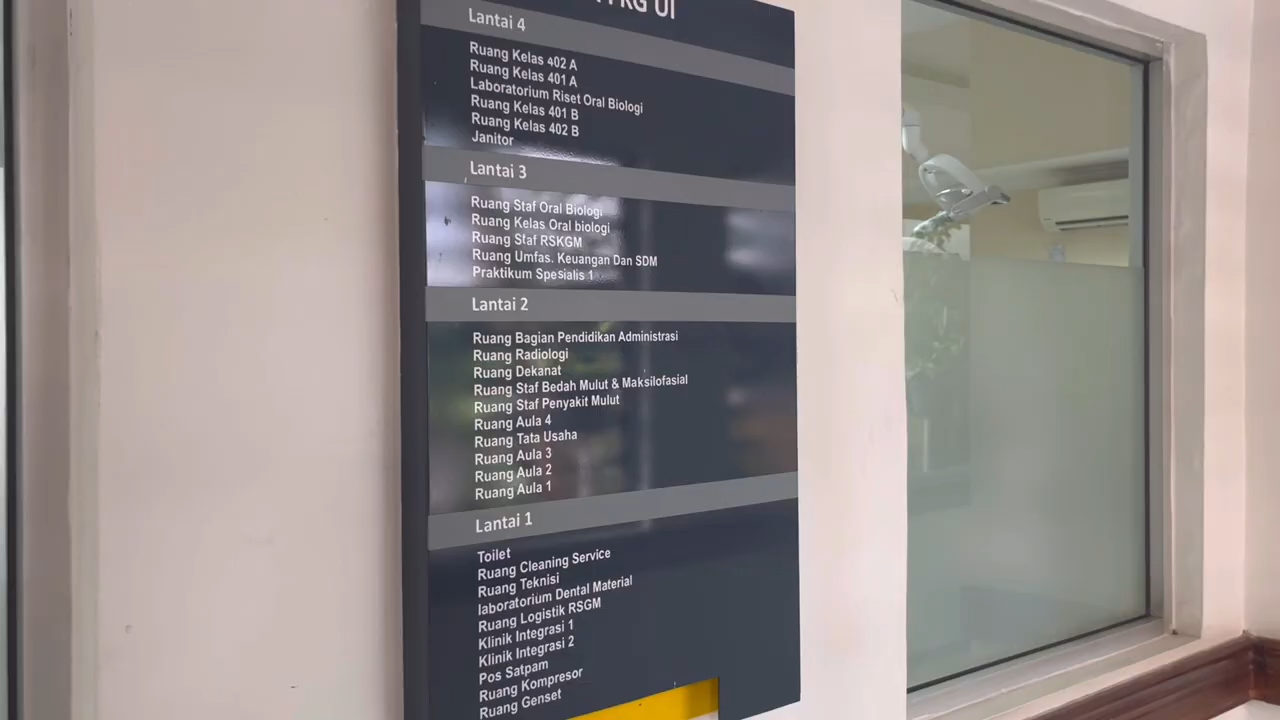 FKG UI
Lantai 4
Ruang Kelas 402 A
Ruang Kelas 401 A
Laboratorium Riset Oral Biologi
Ruang Kelas 401 B
Ruang Kelas 402 B
Janitor
Lantai 3
Ruang Staf Oral Biologi
Ruang Kelas Oral biologi
Ruang Staf RSKGM
Ruang Umfas. Keuangan Dan SDM
Praktikum Spesialis 1
Lantai 2
Ruang Bagian Pendidikan Administrasi
Ruang Radiologi
Ruang Dekanat
Ruang Staf Bedah Mulut & Maksilofasial
Ruang Staf Penyakit Mulut
Ruang Aula 4
Ruang Tata Usaha
Ruang Aula 3
Ruang Aula 2
Ruang Aula 1
Lantai 1
Toilet
Ruang Cleaning Service
Ruang Teknisi
laboratorium Dental Material
Ruang Logistik RSGM
Klinik Integrasi 1
Klinik Integrasi 2
Pos Satpam
Ruang Kompresor
Ruang Genset